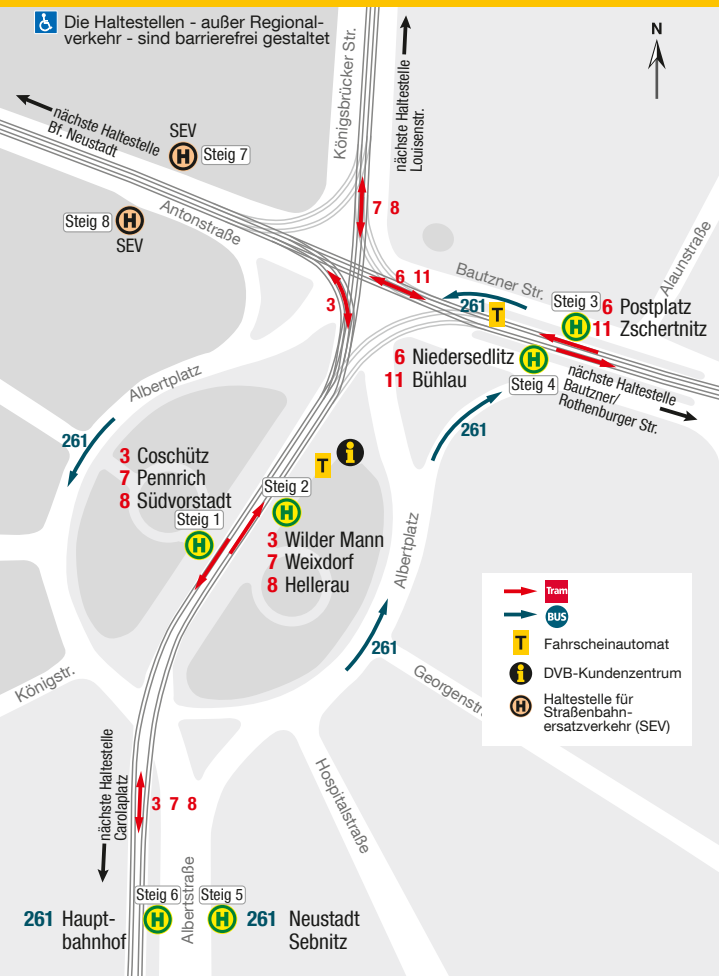 Die Haltestellen - außer Regional-
verkehr - sind barrierefrei gestaltet
N
Königsbrücker Str.
nächste Haltestelle
Louisenstr.
nächste Haltestelle
Bf. Neustadt
SEV
H Steig 7
Steig 8 H
SEV
Antonstraße
7 8
6 11
3
Bautzner Str.
Alaunstraße
261
T
Steig 3
H
6 Postplatz
11 Zschertnitz
6 Niedersedlitz
11 Bühlau
H
Steig 4
nächste Haltestelle
Bautzner/
Rothenburger Str.
Albertplatz
261
261
3 Coschütz
7 Pennrich
8 Südvorstadt
Steig 1
H
T
i
Steig 2
H
3 Wilder Mann
7 Weixdorf
8 Hellerau
Albertplatz
261
Königstr.
Georgenstr
Tram
BUS
T Fahrscheinautomat
i DVB-Kundenzentrum
H Haltestelle für
Straßenbahn-
ersatzverkehr (SEV)
nächste Haltestelle
Carolaplatz
3 7 8
Hospitalstraße
Albertstraße
Steig 6
Steig 5
261 Haupt-
bahnhof
H
H
261 Neustadt
Sebnitz